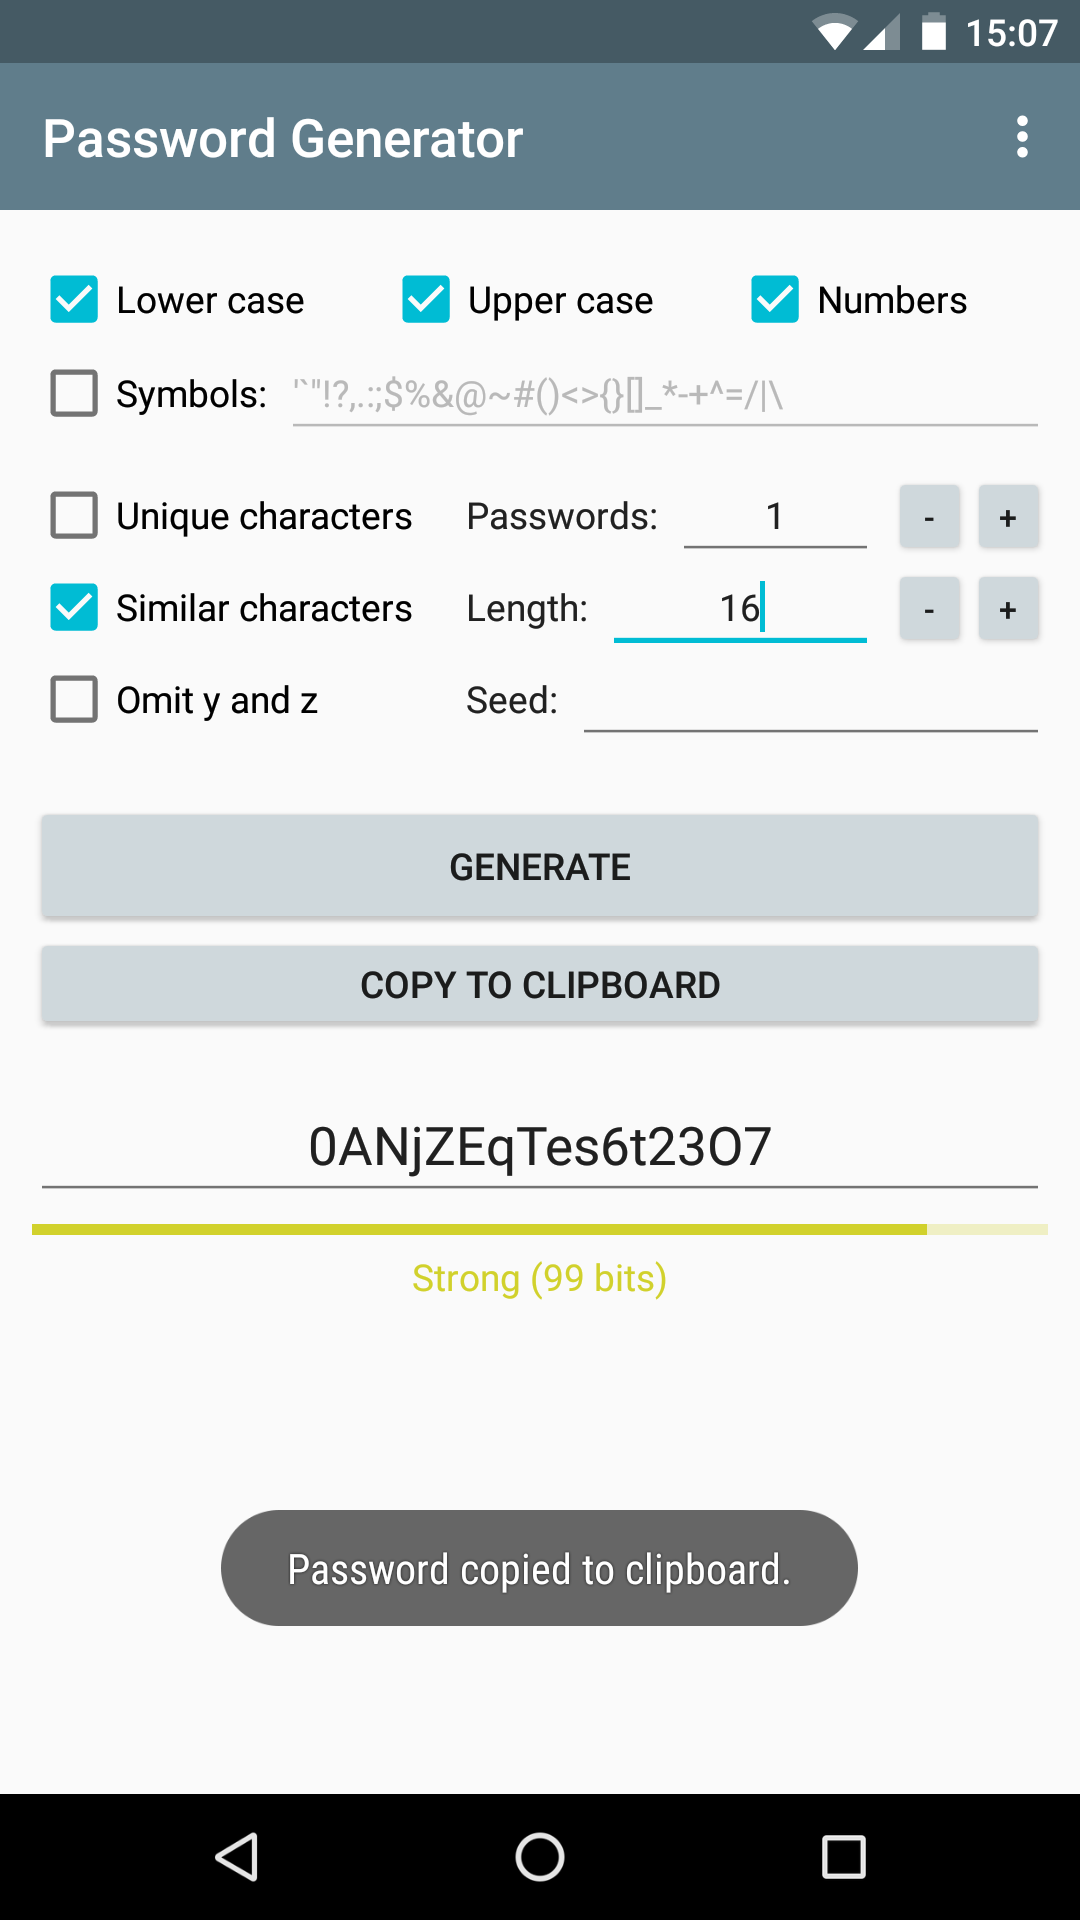 15:07
Password Generator
Lower case Upper case Numbers
Symbols: '`"!?,.:;$%&@~#()<>{}[]_*-+^=/|\
Unique characters Passwords: 1 - +
Similar characters Length: 16 - +
Omit y and z Seed:
GENERATE
COPY TO CLIPBOARD
0ANjZEqTes6t23O7
Strong (99 bits)
Password copied to clipboard.